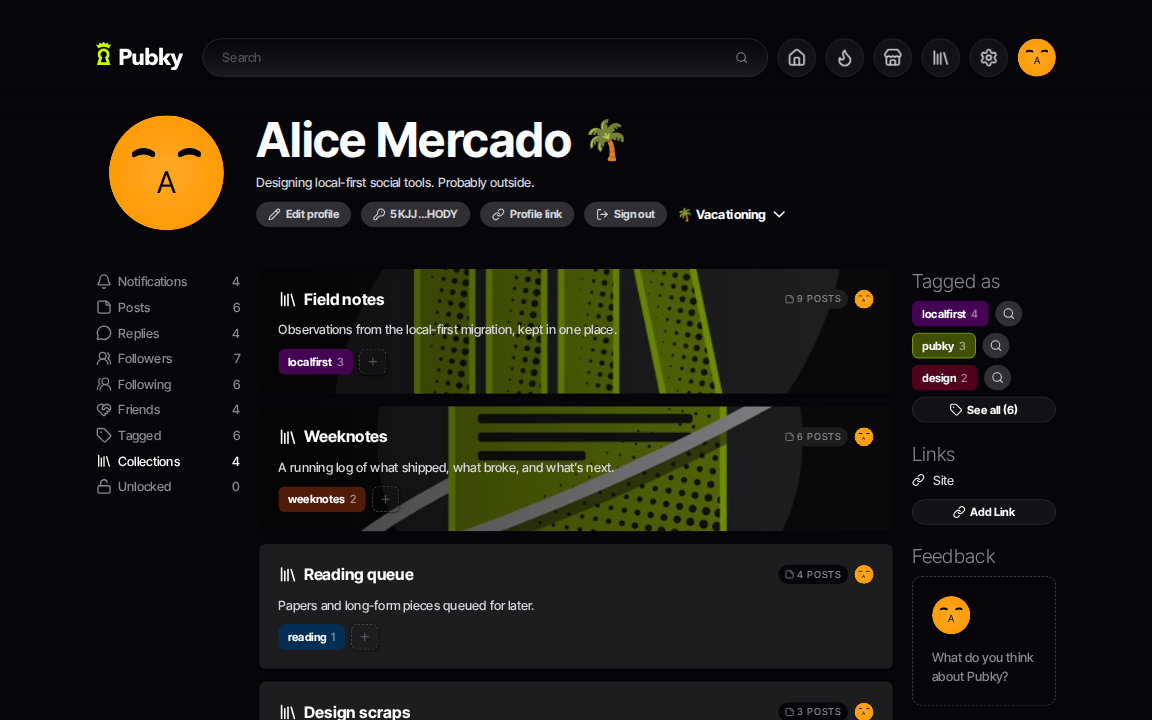 Pubky
Search
A
A
Alice Mercado 🌴
Designing local-first social tools. Probably outside.
Edit profile
5KJJ...HODY
Profile link
Sign out
🌴 Vacationing
Notifications 4
Posts 6
Replies 4
Followers 7
Following 6
Friends 4
Tagged 6
Collections 4
Unlocked 0
Field notes
9 POSTS
Observations from the local-first migration, kept in one place.
localfirst 3
Weeknotes
6 POSTS
A running log of what shipped, what broke, and what's next.
weeknotes 2
Reading queue
4 POSTS
Papers and long-form pieces queued for later.
reading 1
Design scraps
3 POSTS
Tagged as
localfirst 4
pubky 3
design 2
See all (6)
Links
Site
Add Link
Feedback
A
What do you think
about Pubky?